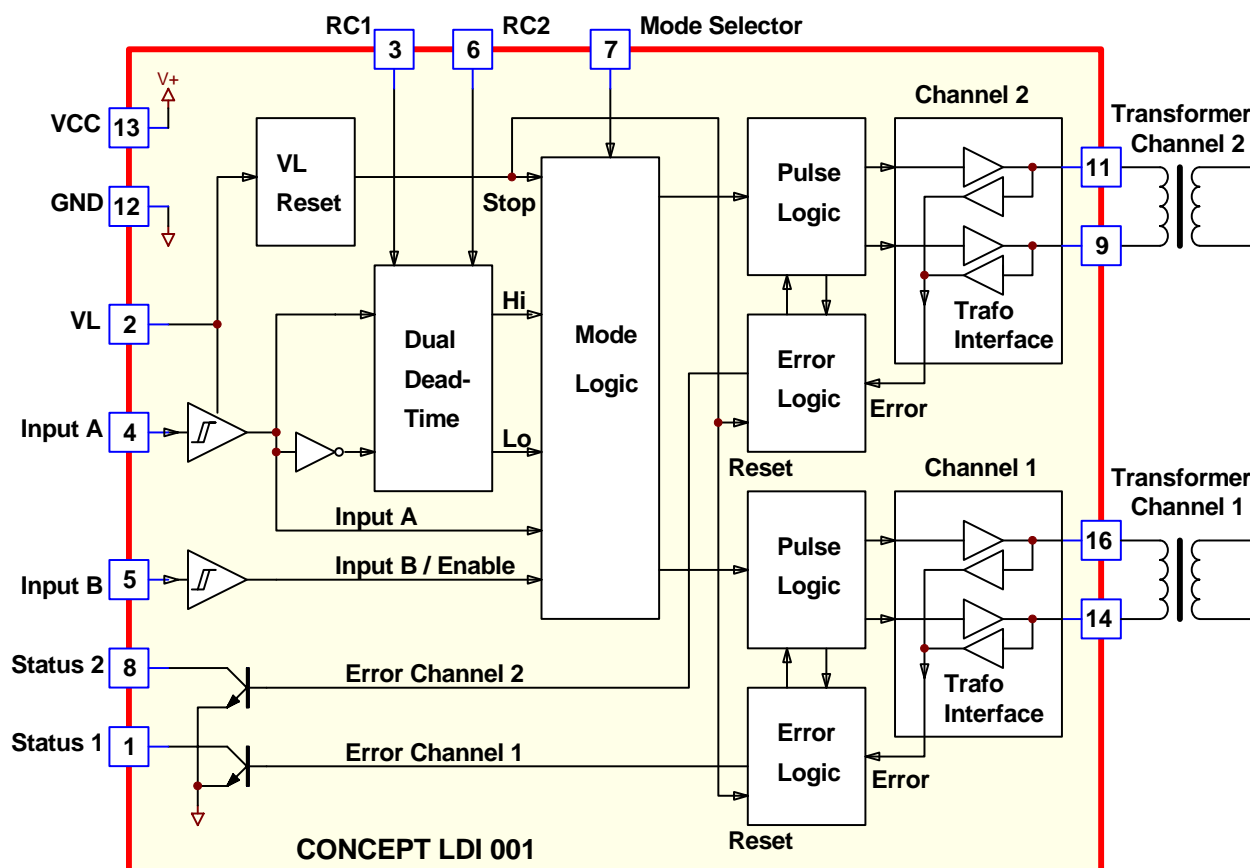 RC1
RC2
Mode Selector
3
6
7
V+
VCC
13
GND
12
VL
2
Input A
4
Input B
5
Status 2
8
Status 1
1
VL
Reset
Stop
Dual
Dead-
Time
Hi
Lo
Mode
Logic
Input A
Input B / Enable
Error Channel 2
Error Channel 1
Pulse
Logic
Error
Logic
Reset
Error
Channel 2
Trafo
Interface
11
9
Transformer
Channel 2
Pulse
Logic
Error
Logic
Reset
Error
Channel 1
Trafo
Interface
16
14
Transformer
Channel 1
CONCEPT LDI 001